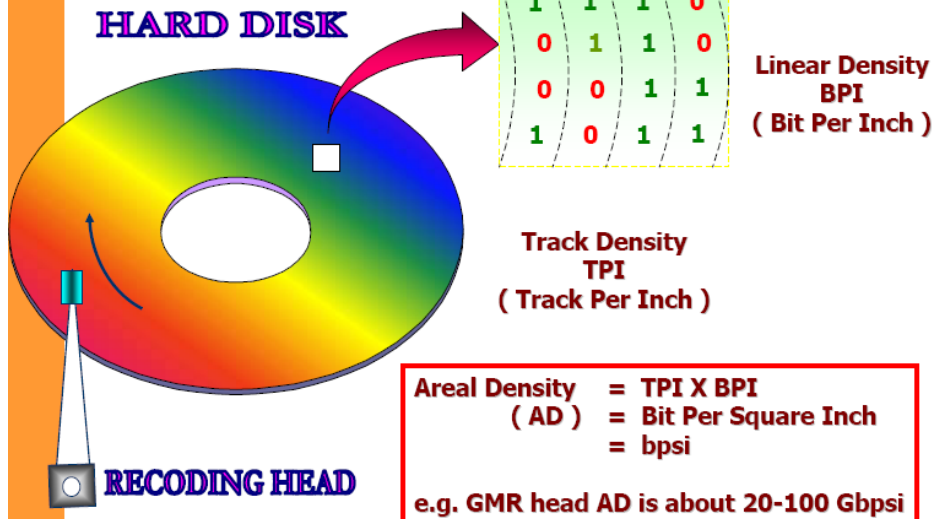 HARD DISK
1 1 1 0
0 1 1 0
0 0 1 1
1 0 1 1
Linear Density
BPI
( Bit Per Inch )
Track Density
TPI
( Track Per Inch )
Areal Density = TPI X BPI
( AD ) = Bit Per Square Inch
= bpsi
e.g. GMR head AD is about 20-100 Gbpsi
RECODING HEAD